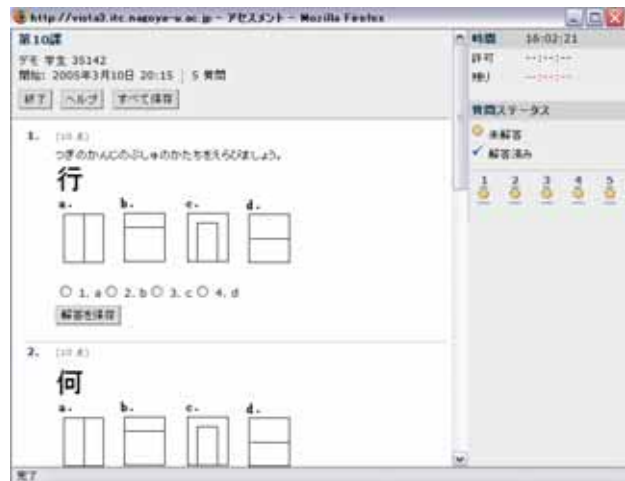 http://vista3.itc.nagoya-u.ac.jp - アセスメント - Mozilla Firefox
第10課
デモ 学生 35142
開始: 2005年3月10日 20:15 | 5 質問
終了 ヘルプ すべて保存
1. (10 点)
つぎのかんじのぶしゅのかたちをえらびましょう。
行
a. b. c. d.
1. a 2. b 3. c 4. d
解答を保存
2. (10 点)
何
a. b. c. d.
完了
時間 16:02:21
許可 --:--:--
残り --:--:--
質問ステータス
未解答
解答済み
1 2 3 4 5